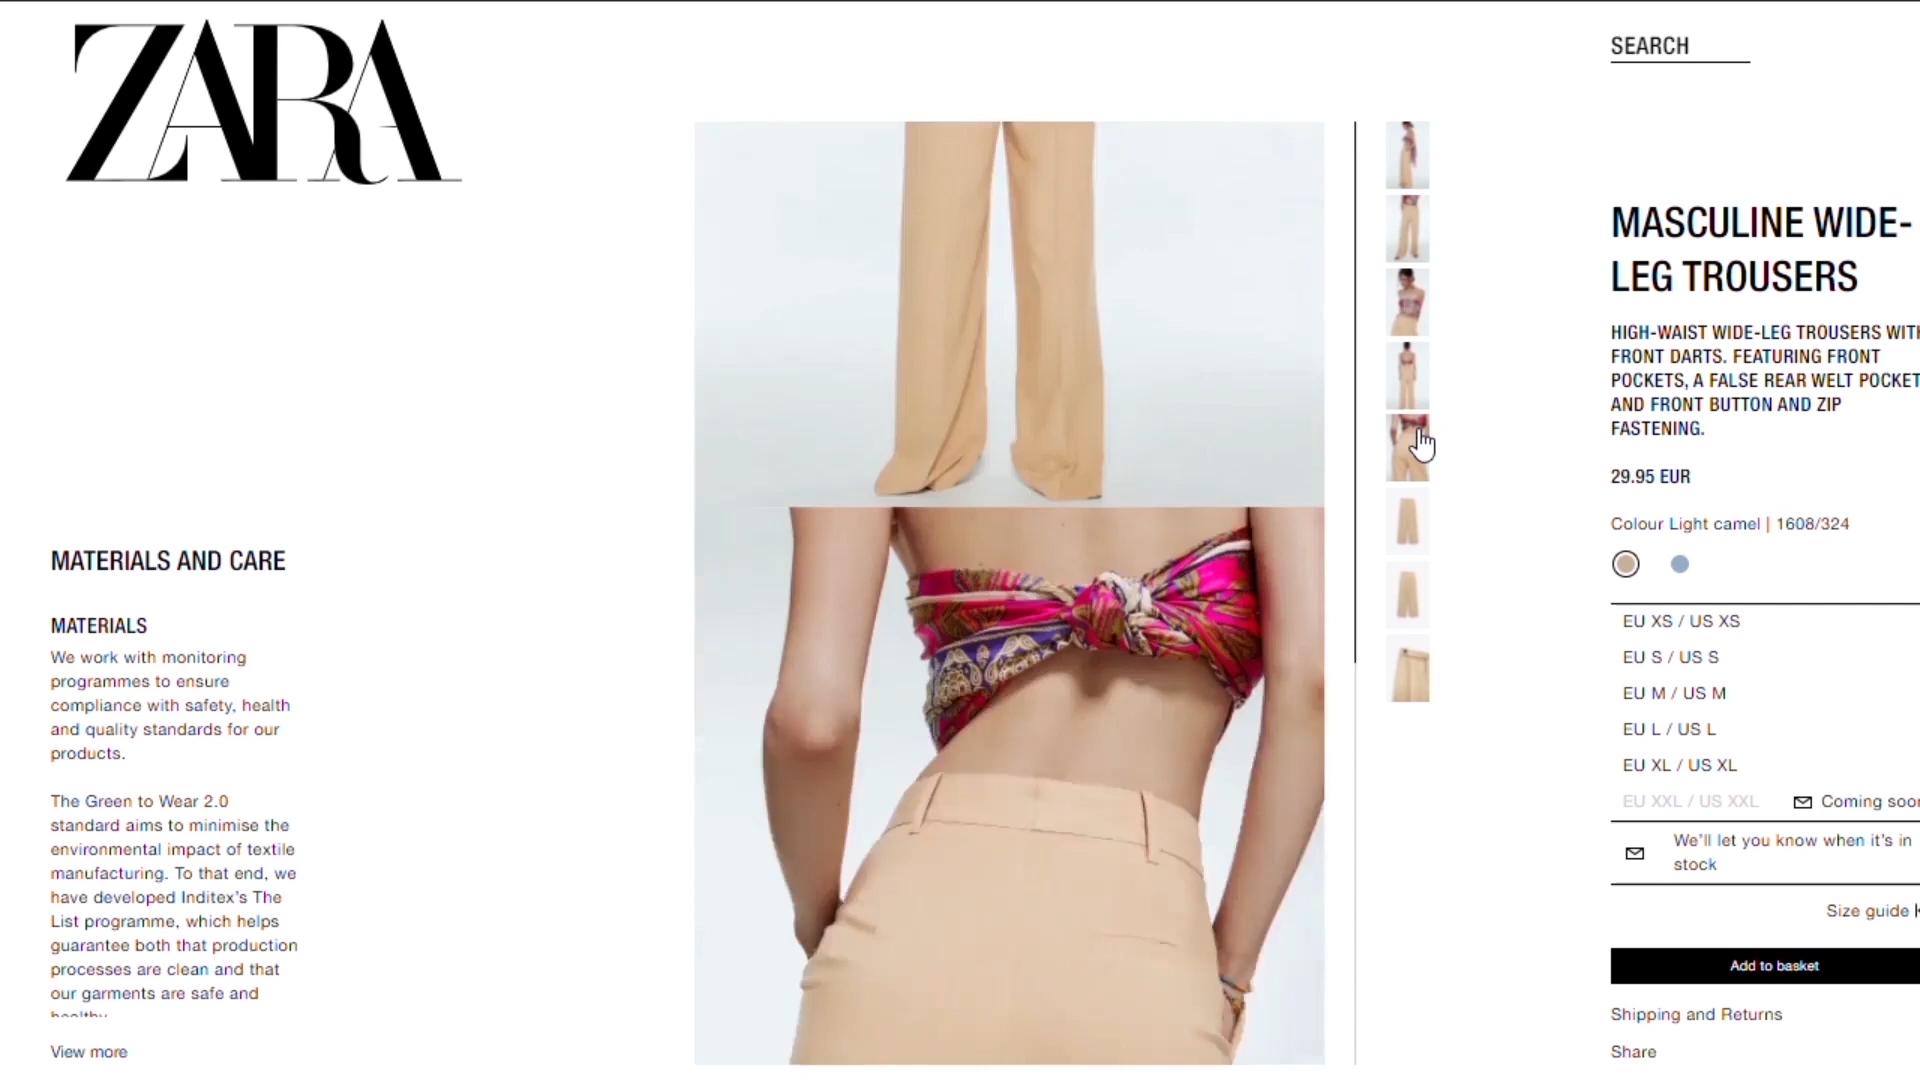 ZARA
SEARCH
MASCULINE WIDE-
LEG TROUSERS
HIGH-WAIST WIDE-LEG TROUSERS WITH
FRONT DARTS. FEATURING FRONT
POCKETS, A FALSE REAR WELT POCKET
AND FRONT BUTTON AND ZIP
FASTENING.
29.95 EUR
Colour Light camel | 1608/324
EU XS / US XS
EU S / US S
EU M / US M
EU L / US L
EU XL / US XL
EU XXL / US XXL
Coming soon
We'll let you know when it's in
stock
Size guide
Add to basket
Shipping and Returns
Share
MATERIALS AND CARE
MATERIALS
We work with monitoring
programmes to ensure
compliance with safety, health
and quality standards for our
products.
The Green to Wear 2.0
standard aims to minimise the
environmental impact of textile
manufacturing. To that end, we
have developed Inditex's The
List programme, which helps
guarantee both that production
processes are clean and that
our garments are safe and
healthy.
View more